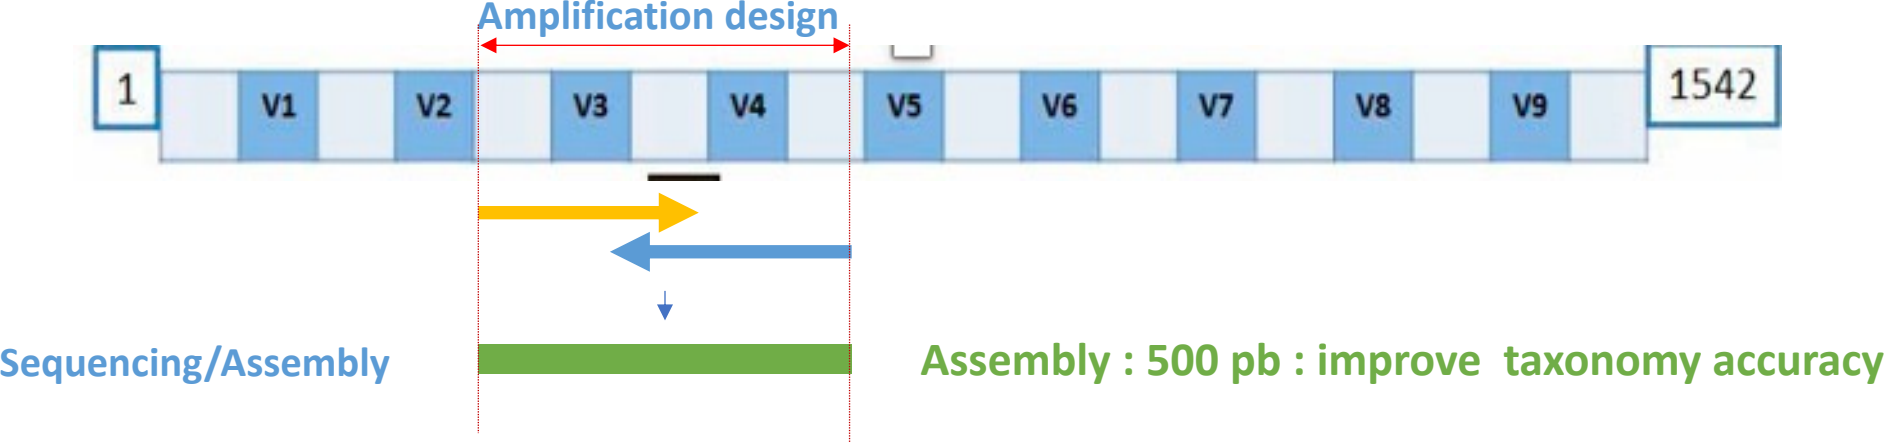 Amplification design
1 V1 V2 V3 V4 V5 V6 V7 V8 V9 1542
Sequencing/Assembly
Assembly : 500 pb : improve taxonomy accuracy